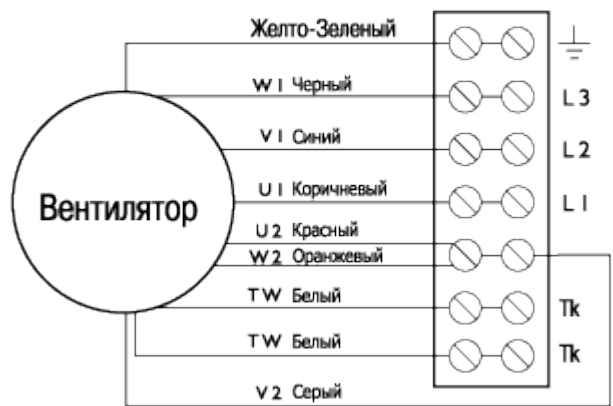 Желто-Зеленый
W1 Черный
L3
V1 Синий
L2
U1 Коричневый
L1
Вентилятор
U2 Красный
W2 Оранжевый
TW Белый
Tk
TW Белый
Tk
V2 Серый